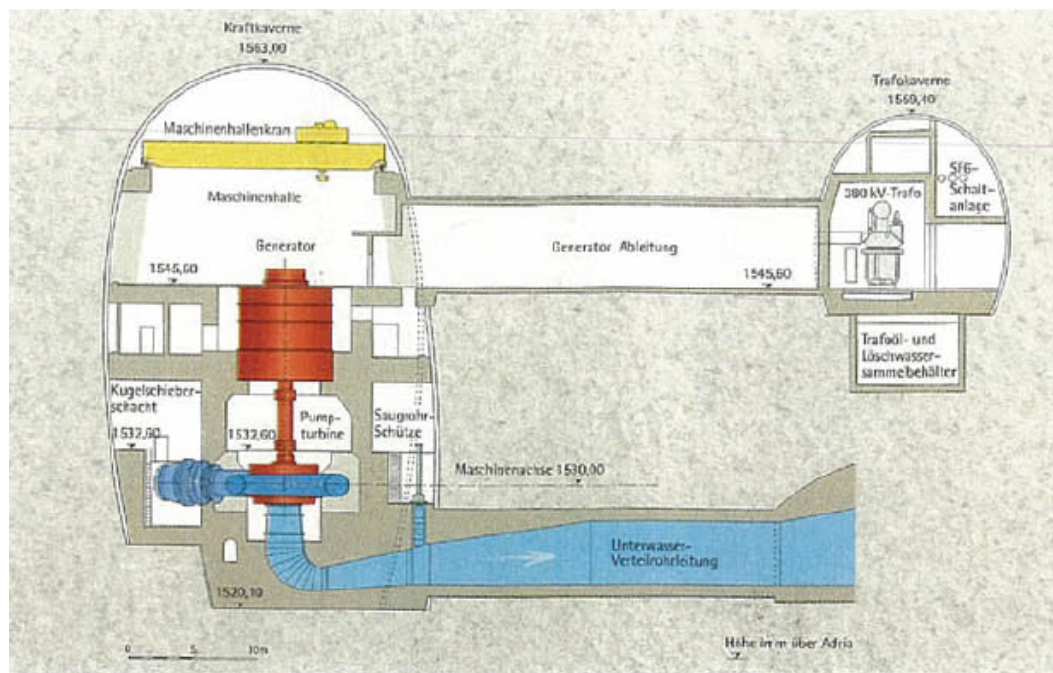 Kraftkaverne
1563,00
Trafokaverne
1559,40
Maschinenhallenkran
Sf6-
Schalt-
anlage
Maschinenhalle
380 kV-Trafo
Generator
Generator Ableitung
1545,60
1545,60
Trafoöl- und
Löschwasser-
sammelbehälter
Kugelschieber-
schacht
Pump-
turbine
Saugrohr-
Schütze
1532,60
1532,60
Maschinenachse 1530,00
Unterwasser-
Verteilrohrleitung
1520,10
0 5 10m
Höhe in m über Adria